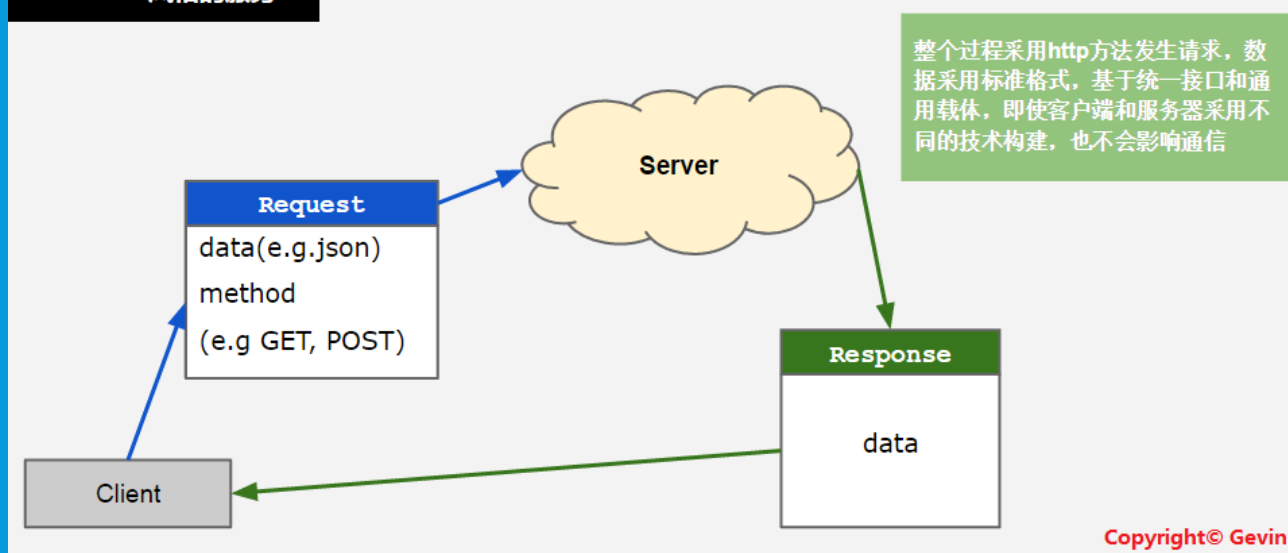 整个过程采用http方法发生请求，数
据采用标准格式，基于统一接口和通
用载体，即使客户端和服务器采用不
同的技术构建，也不会影响通信
Server
Request
data(e.g.json)
method
(e.g GET, POST)
Response
data
Client
Copyright© Gevin